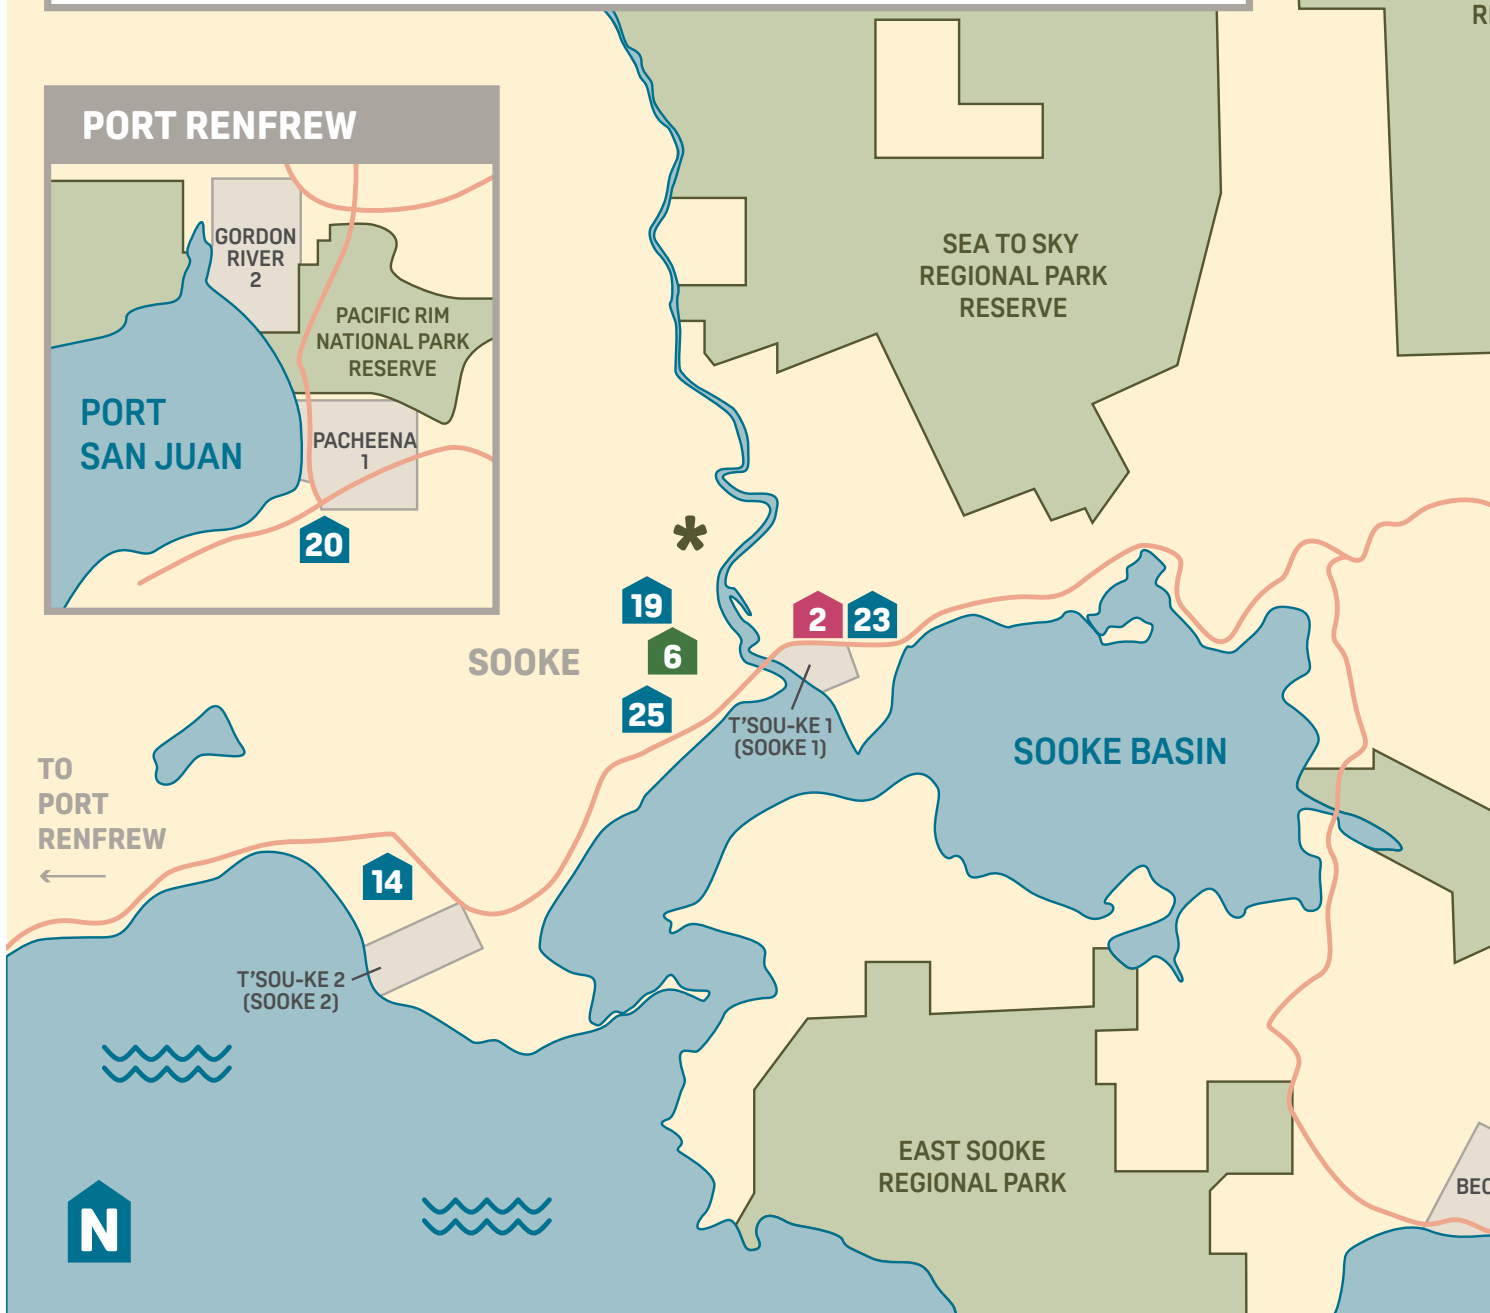 R
PORT RENFREW
GORDON
RIVER
2
PACIFIC RIM
NATIONAL PARK
RESERVE
PORT
SAN JUAN
PACHEENA
1
20
SEA TO SKY
REGIONAL PARK
RESERVE
*
19
2
23
6
SOOKE
25
T'SOU-KE 1
(SOOKE 1)
SOOKE BASIN
TO
PORT
RENFREW
14
T'SOU-KE 2
(SOOKE 2)
EAST SOOKE
REGIONAL PARK
N